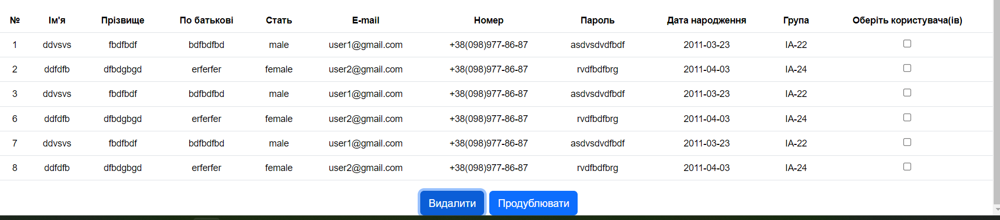 № Ім'я Прізвище По батькові Стать E-mail Номер Пароль Дата народження Група Оберіть користувача(ів)
1 ddvsvs fbdfbdf bdfbdfbd male user1@gmail.com +38(098)977-86-87 asdvsdvdfbdf 2011-03-23 IA-22
2 ddfdfb dfbdgbgd erferfer female user2@gmail.com +38(098)977-86-87 rvdfbdfbrg 2011-04-03 IA-24
3 ddvsvs fbdfbdf bdfbdfbd male user1@gmail.com +38(098)977-86-87 asdvsdvdfbdf 2011-03-23 IA-22
6 ddfdfb dfbdgbgd erferfer female user2@gmail.com +38(098)977-86-87 rvdfbdfbrg 2011-04-03 IA-24
7 ddvsvs fbdfbdf bdfbdfbd male user1@gmail.com +38(098)977-86-87 asdvsdvdfbdf 2011-03-23 IA-22
8 ddfdfb dfbdgbgd erferfer female user2@gmail.com +38(098)977-86-87 rvdfbdfbrg 2011-04-03 IA-24
Видалити Продублювати